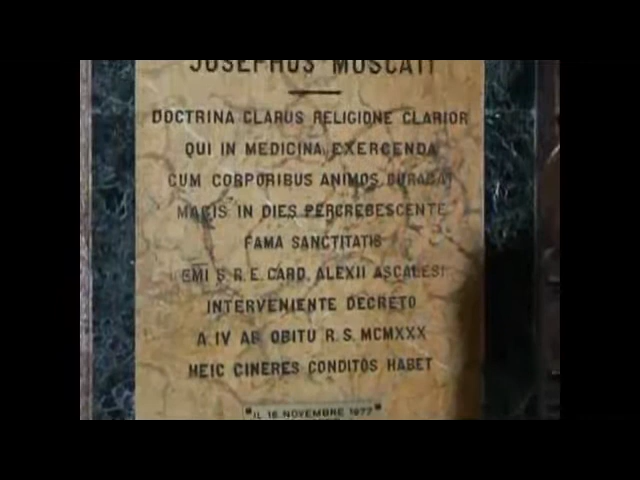 JOSEPHUS MOSCATI
DOCTRINA CLARUS RELIGIONE CLARIOR
QUI IN MEDICINA EXERCENDA
CUM CORPORIBUS ANIMOS CURABAT
MAGIS IN DIES PERCREBESCENTE
FAMA SANCTITATIS
EMI S. R. E. CARD. ALEXII ASCALESI
INTERVENIENTE DECRETO
A. IV AB OBITU R. S. MCMXXX
HEIC CINERES CONDITOS HABET
"IL 16 NOVEMBRE 1977"